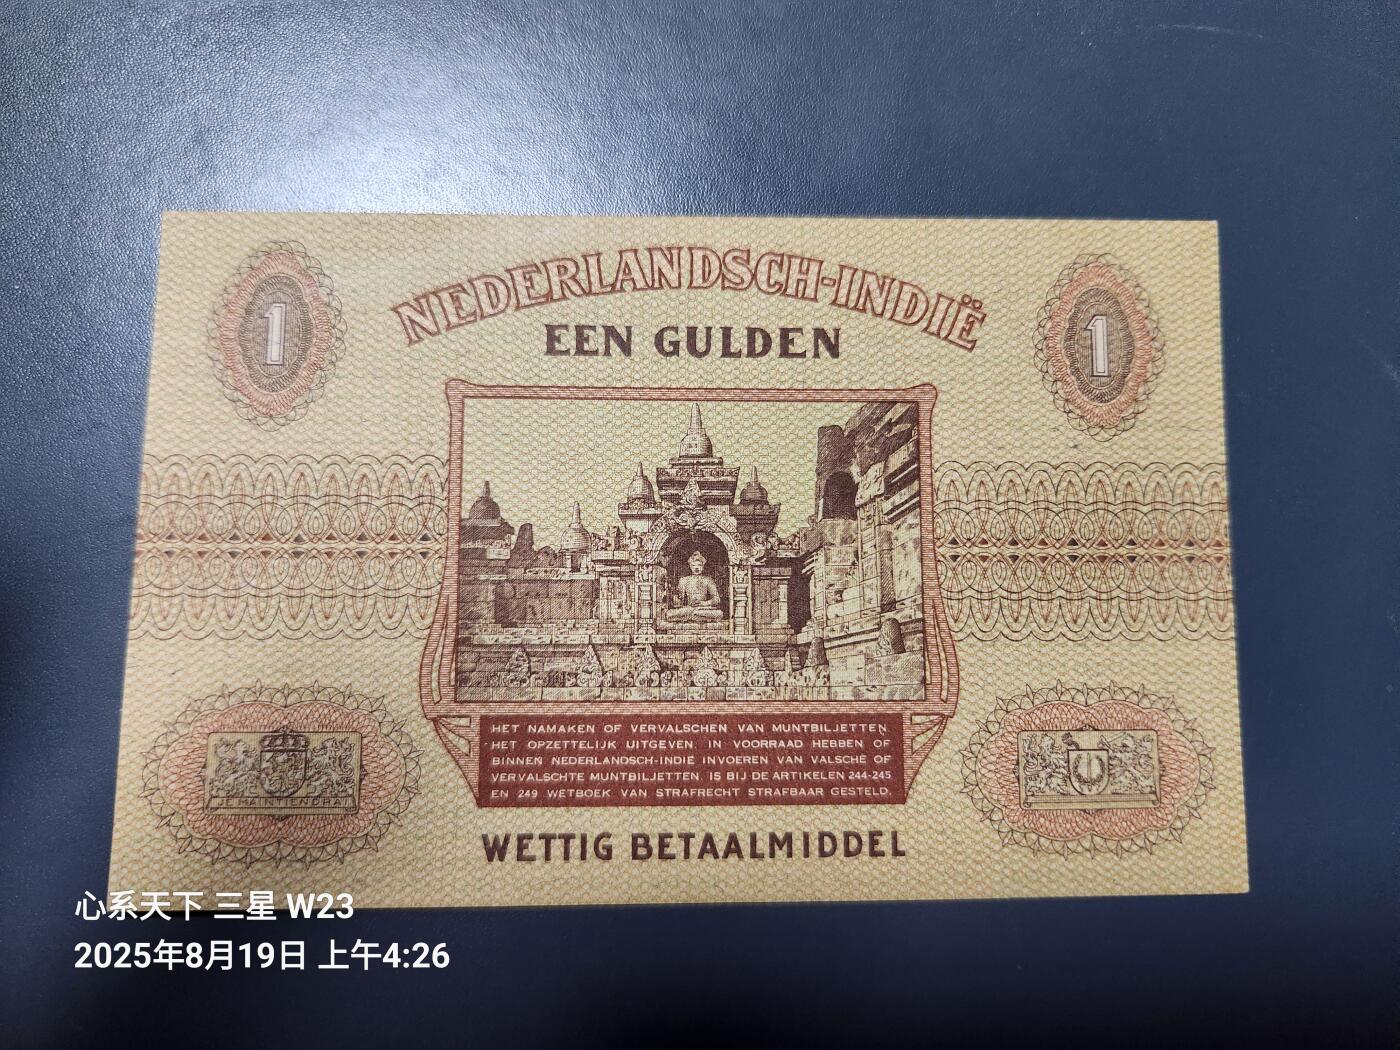 NEDERLANDSCH-INDIË
1
1
EEN GULDEN
HET NAMAKEN OF VERVALSCHEN VAN MUNTBILJETTEN,
HET OPZETTELIJK UITGEVEN, IN VOORRAAD HEBBEN OF
BINNEN NEDERLANDSCH-INDIË INVOEREN VAN VALSCHE OF
VERVALSCHTE MUNTBILJETTEN, IS BIJ DE ARTIKELEN 244-245
EN 249 WETBOEK VAN STRAFRECHT STRAFBAAR GESTELD.
JE MAINTIENDRAI
WETTIG BETAALMIDDEL
心系天下 三星 W23
2025年8月19日 上午4:26